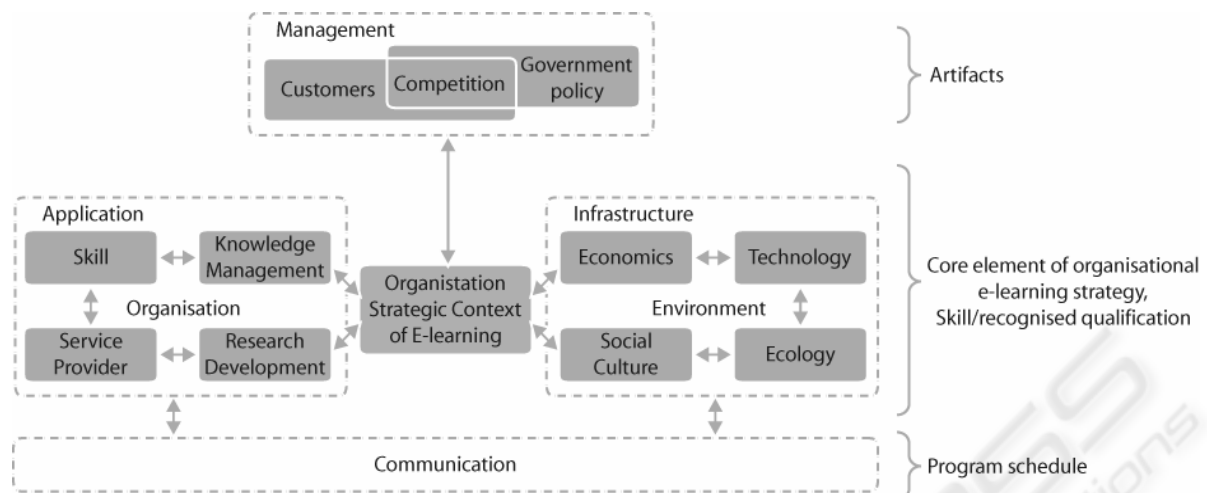 Management
Customers
Competition
Government
policy
Artifacts
Application
Skill
Knowledge
Management
Organisation
Service
Provider
Research
Development
Organistation
Strategic Context
of E-learning
Infrastructure
Economics
Technology
Environment
Social
Culture
Ecology
Core element of organisational
e-learning strategy,
Skill/recognised qualification
Communication
Program schedule